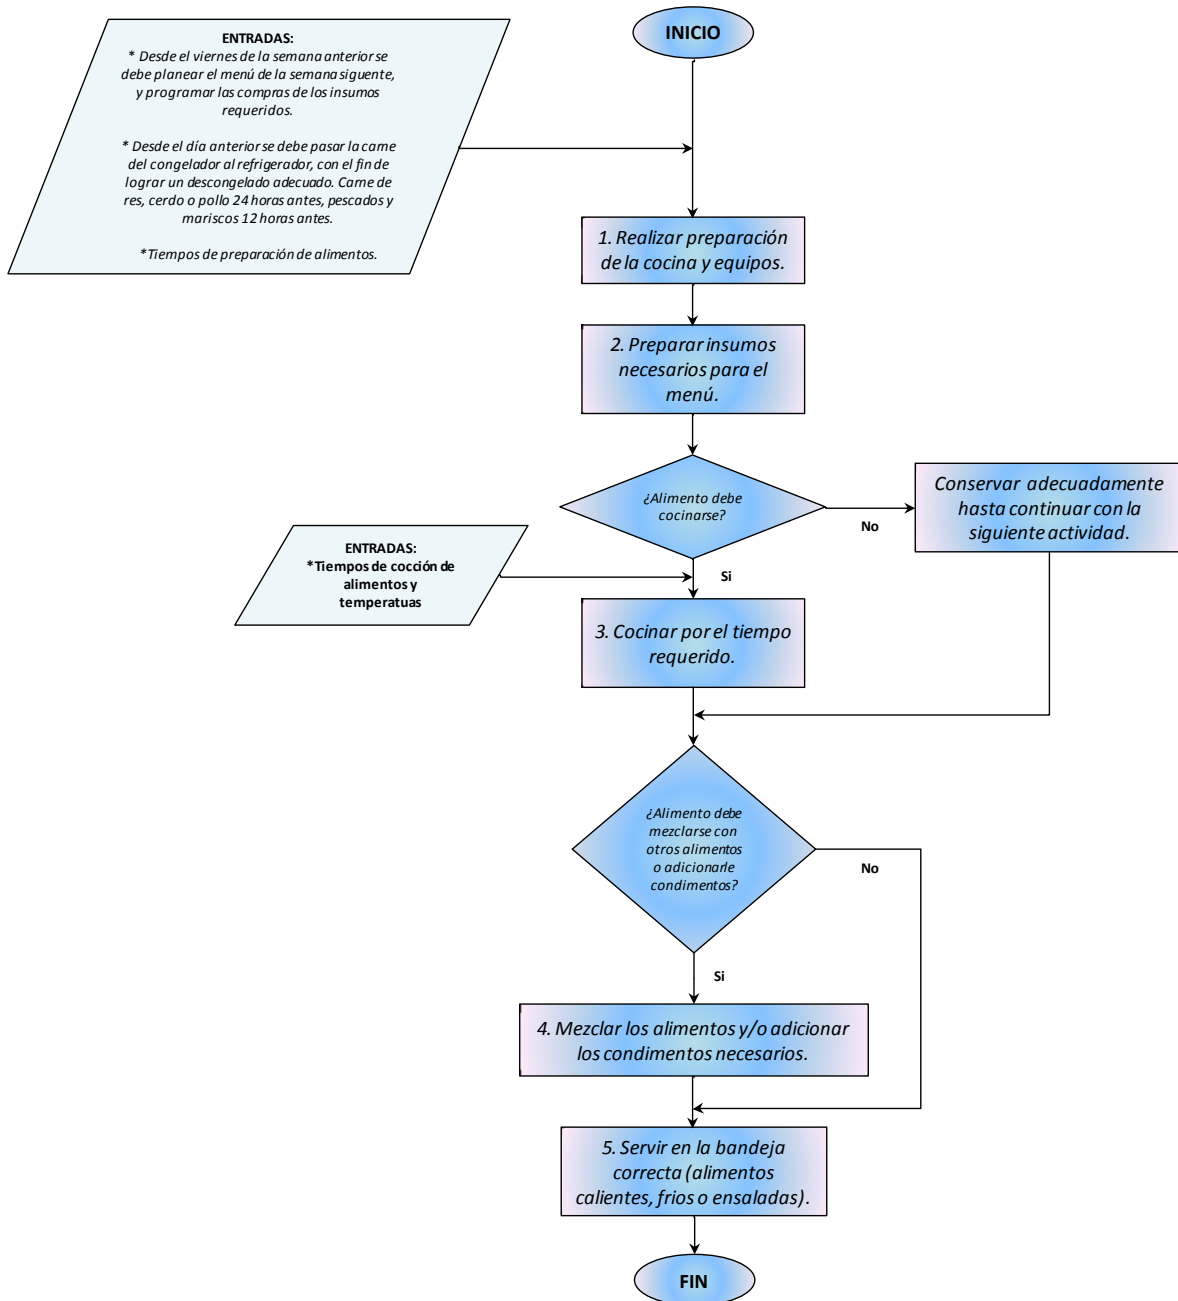 INICIO
ENTRADAS:
* Desde el viernes de la semana anterior se
debe planear el menú de la semana siguente,
y programar las compras de los insumos
requeridos.
* Desde el día anterior se debe pasar la carne
del congelador al refrigerador, con el fin de
lograr un descongelado adecuado. Carne de
res, cerdo o pollo 24 horas antes, pescados y
mariscos 12 horas antes.
*Tiempos de preparación de alimentos.
1. Realizar preparación
de la cocina y equipos.
2. Preparar insumos
necesarios para el
menú.
¿Alimento debe
cocinarse?
No
Conservar adecuadamente
hasta continuar con la
siguiente actividad.
ENTRADAS:
*Tiempos de cocción de
alimentos y
temperatuas
Si
3. Cocinar por el tiempo
requerido.
¿Alimento debe
mezclarse con
otros alimentos
o adicionarle
condimentos?
No
Si
4. Mezclar los alimentos y/o adicionar
los condimentos necesarios.
5. Servir en la bandeja
correcta (alimentos
calientes, frios o ensaladas).
FIN